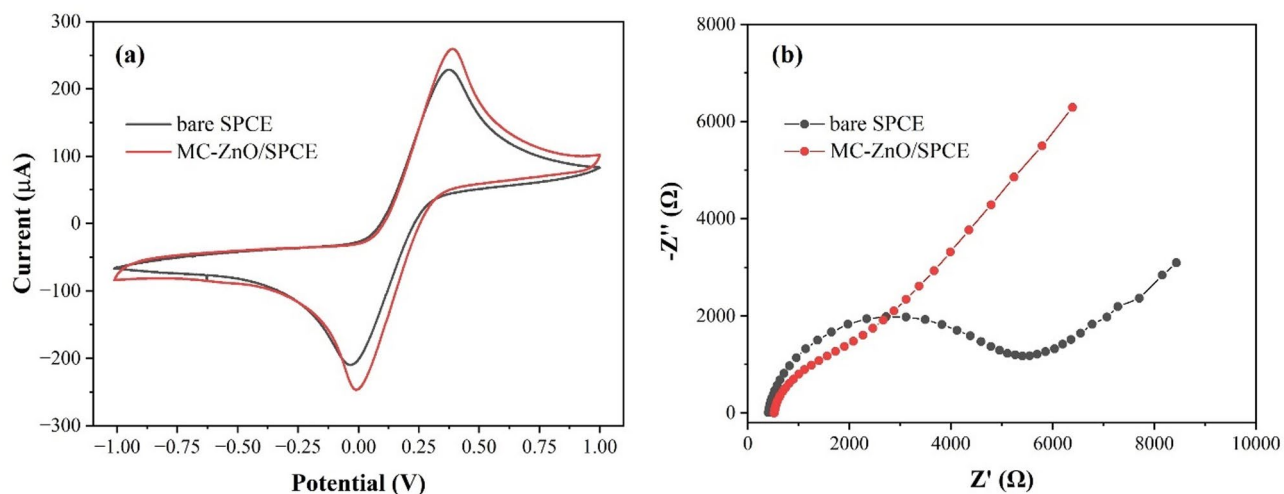 (a)
bare SPCE
MC-ZnO/SPCE
300
200
100
0
−100
−200
−300
Current (μA)
−1.00 −0.75 −0.50 −0.25 0.00 0.25 0.50 0.75 1.00
Potential (V)
(b)
bare SPCE
MC-ZnO/SPCE
8000
6000
4000
2000
0
-Z'' (Ω)
0 2000 4000 6000 8000 10000
Z' (Ω)